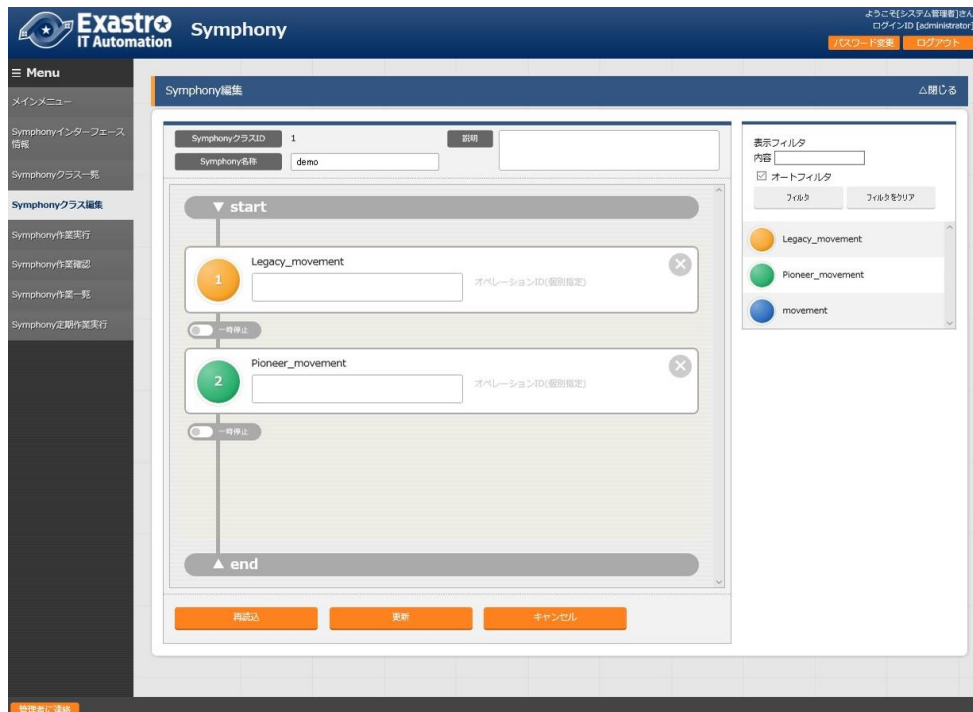 Exastro
IT Automation
Symphony
ようこそ[システム管理者]さん
ログインID [administrator]
パスワード変更
ログアウト
☰ Menu
メインメニュー
Symphonyインターフェース
情報
Symphonyクラス一覧
Symphonyクラス編集
Symphony作業実行
Symphony作業確認
Symphony作業一覧
Symphony定期作業実行
Symphony編集
△閉じる
SymphonyクラスID
1
説明
Symphony名称
demo
▼ start
Legacy_movement
1
オペレーションID(個別指定)
一時停止
Pioneer_movement
2
オペレーションID(個別指定)
一時停止
▲ end
再読込
更新
キャンセル
表示フィルタ
内容
オートフィルタ
フィルタ
フィルタをクリア
Legacy_movement
Pioneer_movement
movement
管理者に連絡